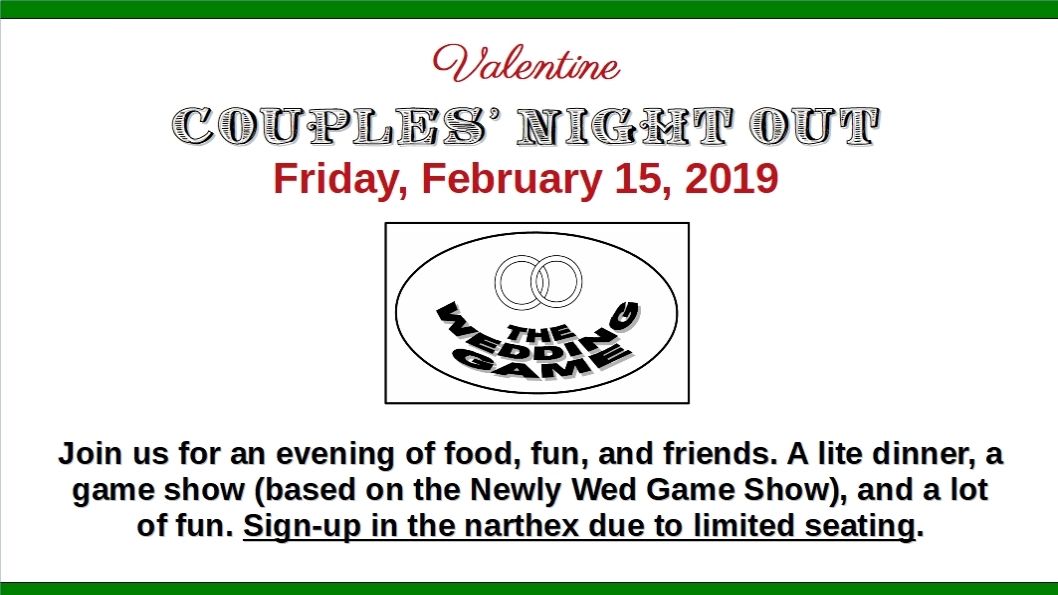 Valentine
COUPLES' NIGHT OUT
Friday, February 15, 2019
THE
WEDDING
GAME
Join us for an evening of food, fun, and friends. A lite dinner, a
game show (based on the Newly Wed Game Show), and a lot
of fun. Sign-up in the narthex due to limited seating.